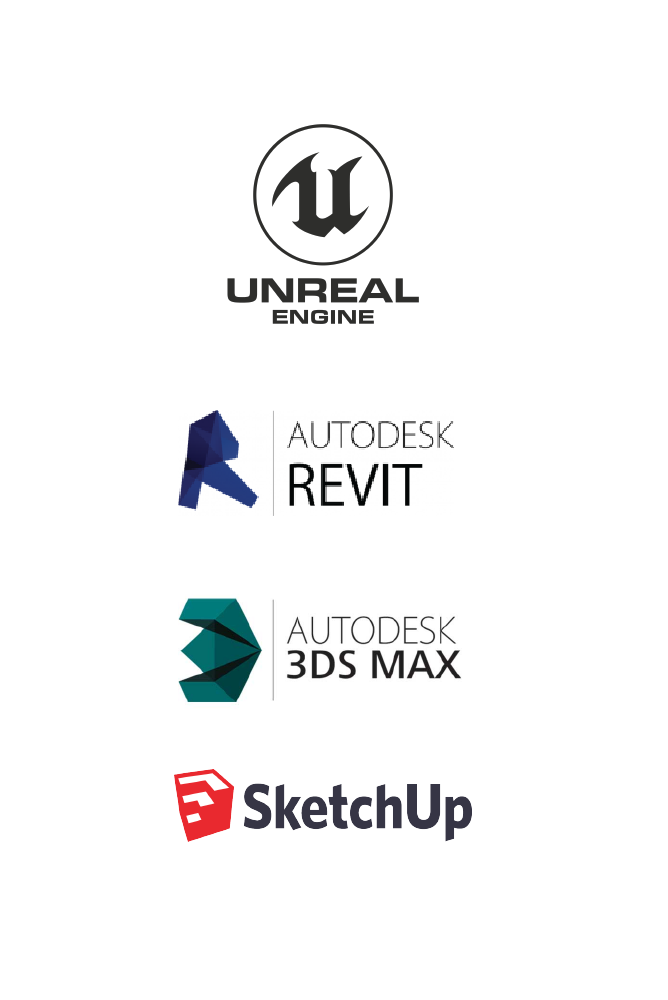 UNREAL
ENGINE
AUTODESK
REVIT
AUTODESK
3DS MAX
SketchUp